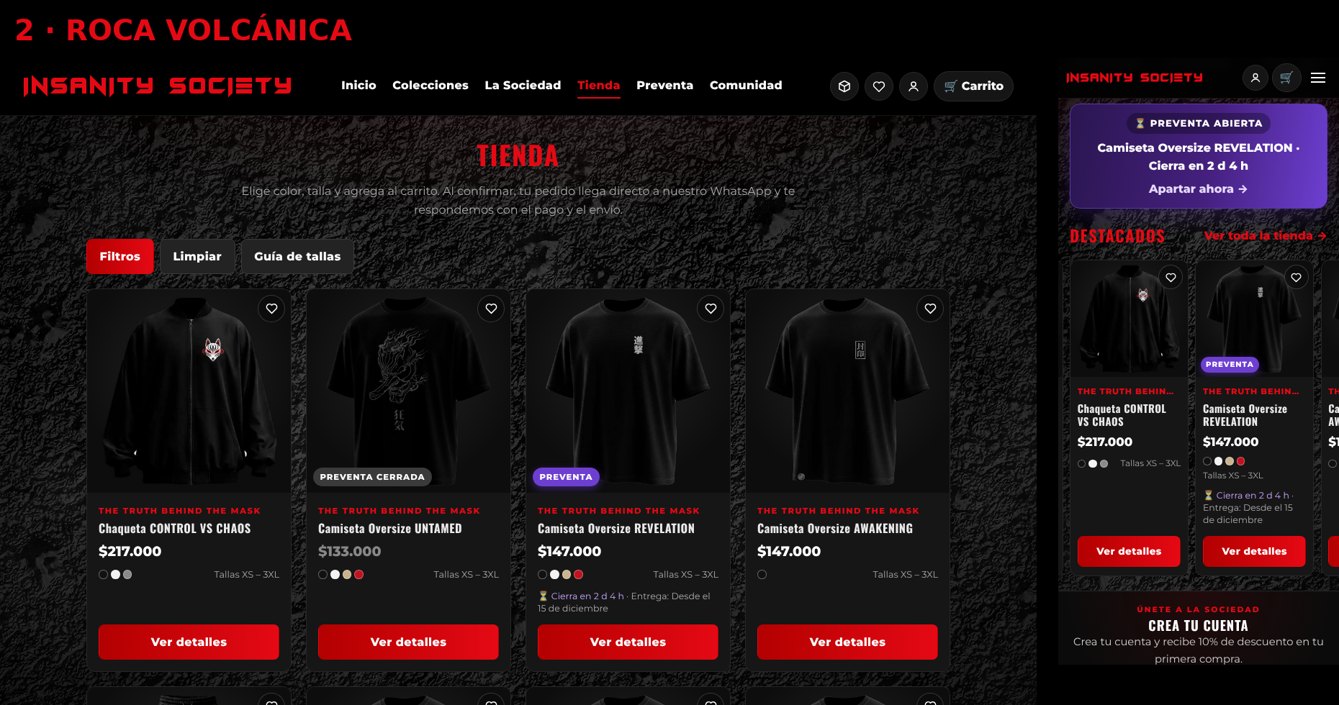 2 · ROCA VOLCÁNICA
INSANITY SOCIETY
Inicio Colecciones La Sociedad Tienda Preventa Comunidad
Carrito
TIENDA
Elige color, talla y agrega al carrito. Al confirmar, tu pedido llega directo a nuestro WhatsApp y te
respondemos con el pago y el envío.
Filtros Limpiar Guía de tallas
進撃
封印
狂気
PREVENTA CERRADA
PREVENTA
THE TRUTH BEHIND THE MASK
Chaqueta CONTROL VS CHAOS
$217.000
Tallas XS – 3XL
Ver detalles
THE TRUTH BEHIND THE MASK
Camiseta Oversize UNTAMED
$133.000
Tallas XS – 3XL
Ver detalles
THE TRUTH BEHIND THE MASK
Camiseta Oversize REVELATION
$147.000
Tallas XS – 3XL
⏳ Cierra en 2 d 4 h · Entrega: Desde el
15 de diciembre
Ver detalles
THE TRUTH BEHIND THE MASK
Camiseta Oversize AWAKENING
$147.000
Tallas XS – 3XL
Ver detalles
INSANITY SOCIETY
⏳ PREVENTA ABIERTA
Camiseta Oversize REVELATION ·
Cierra en 2 d 4 h
Apartar ahora →
DESTACADOS
Ver toda la tienda →
進撃
PREVENTA
THE TRUTH BEHIN...
Chaqueta CONTROL
VS CHAOS
$217.000
Tallas XS – 3XL
Ver detalles
THE TRUTH BEHIN...
Camiseta Oversize
REVELATION
$147.000
Tallas XS – 3XL
⏳ Cierra en 2 d 4 h ·
Entrega: Desde el 15
de diciembre
Ver detalles
ÚNETE A LA SOCIEDAD
CREA TU CUENTA
Crea tu cuenta y recibe 10% de descuento en tu
primera compra.